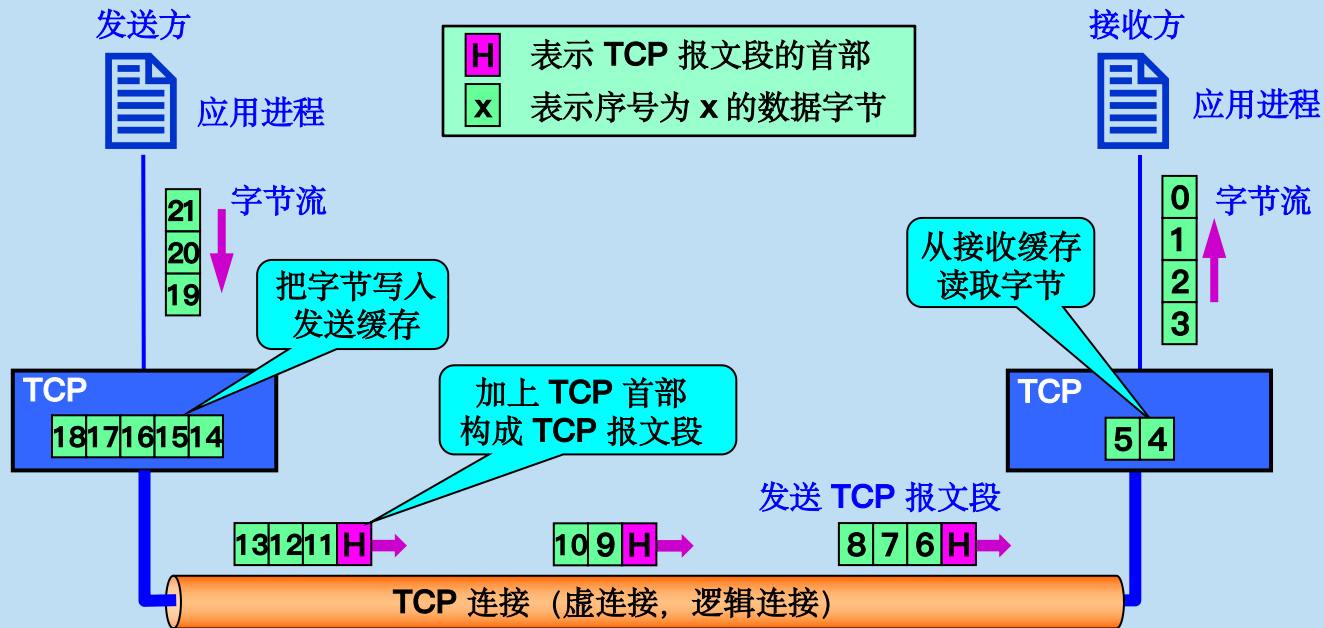 发送方
接收方
H 表示 TCP 报文段的首部
x 表示序号为 x 的数据字节
应用进程
应用进程
21
20
19
字节流
0
1
2
3
字节流
把字节写入
发送缓存
从接收缓存
读取字节
TCP
18 17 16 15 14
加上 TCP 首部
构成 TCP 报文段
TCP
5 4
发送 TCP 报文段
13 12 11 H
10 9 H
8 7 6 H
TCP 连接（虚连接，逻辑连接）